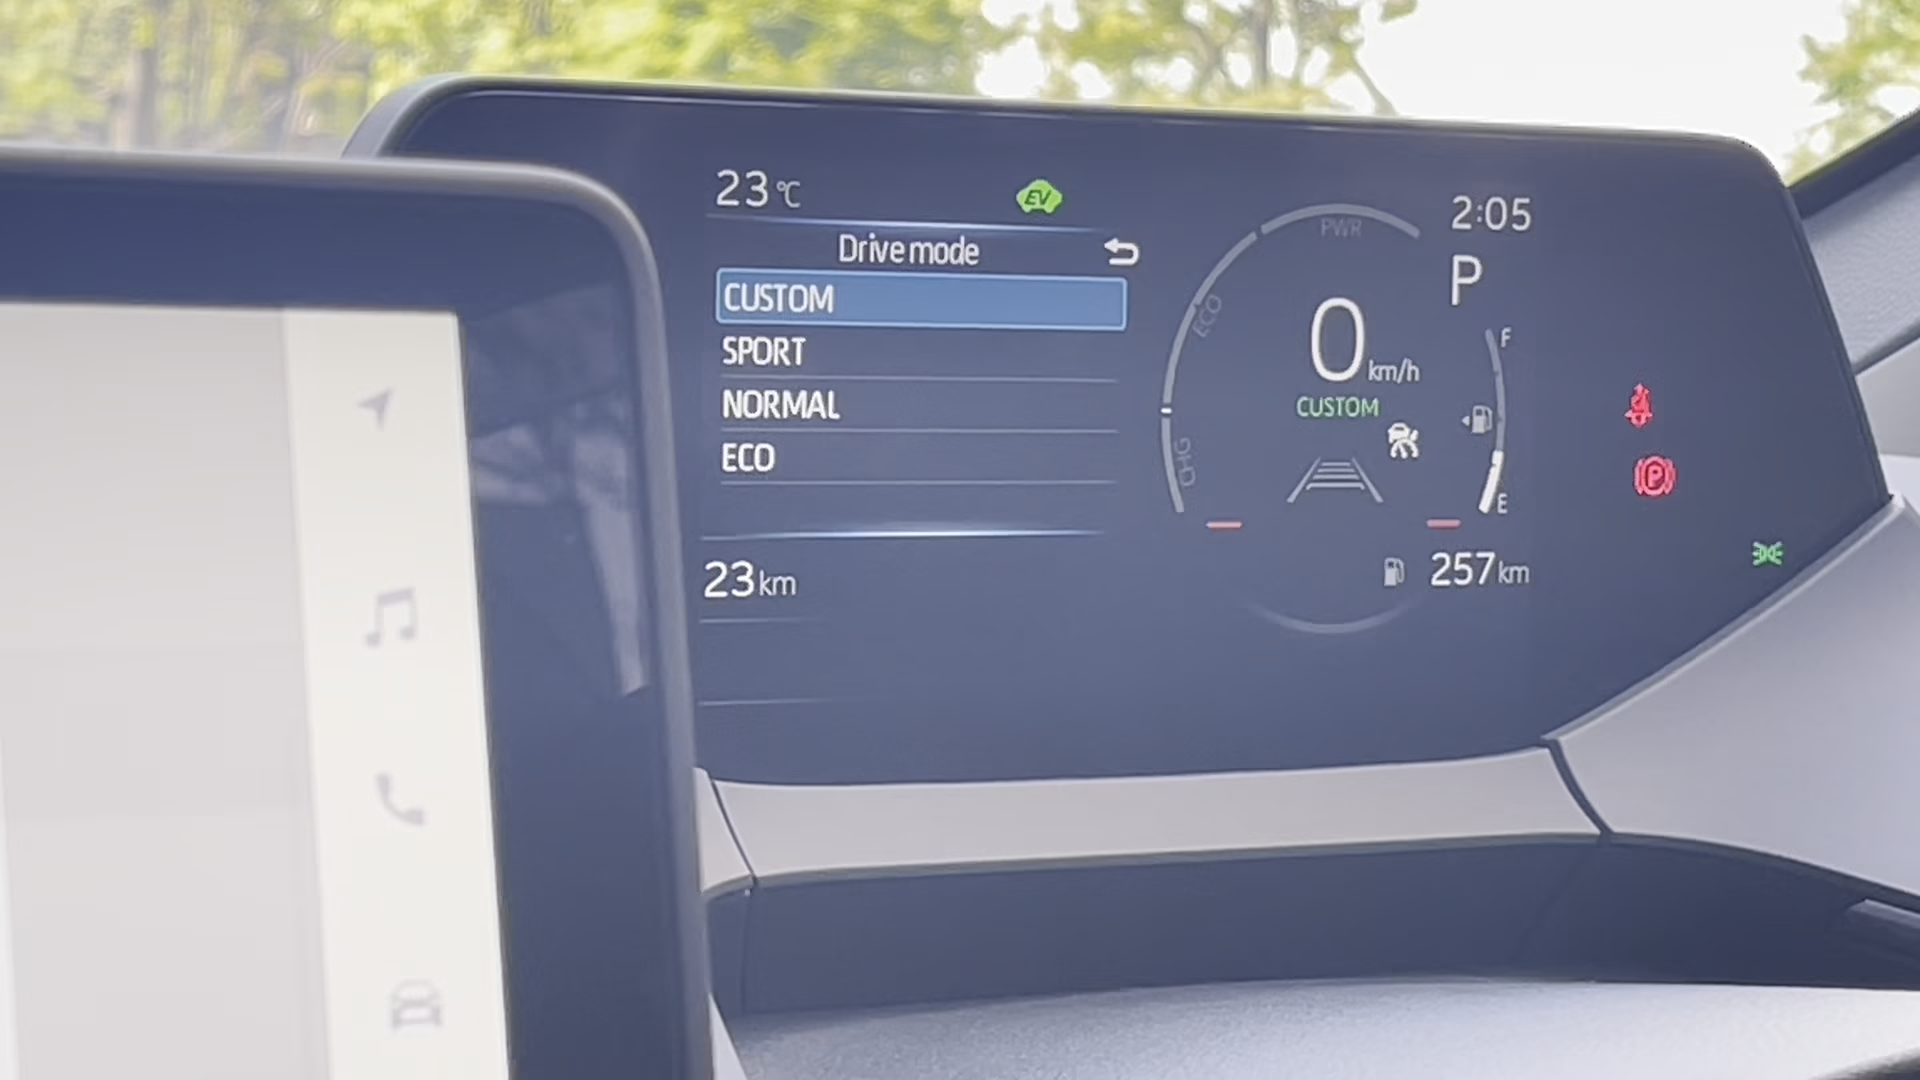 23°C
EV
Drive mode
CUSTOM
SPORT
NORMAL
ECO
23 km
PWR
ECO
CHG
0 km/h
CUSTOM
2:05
P
F
E
257 km
P